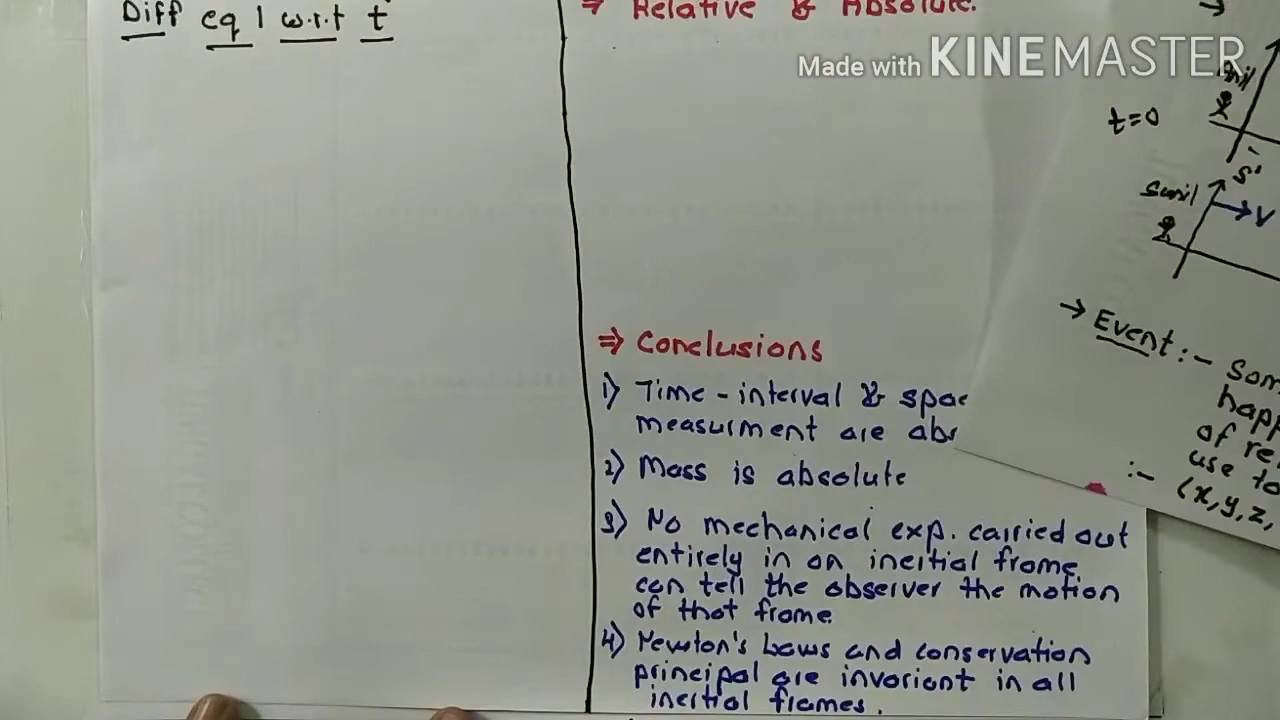 Diff eq 1 w.r.t t
⇒ Relative & Absolute.
⇒ Conclusions
1) Time-interval & spac
measurment are abs
2) Mass is absolute
3) No mechanical exp. carried out
entirely in an inertial frame
can tell the observer the motion
of that frame.
4) Newton's Laws and conservation
principal are invariont in all
inertial frames.
Made with KINEMASTER
→
t=0
S'
Sunil
V
→ Event :- Som
happ
of re
use to
:- (x,y,z,